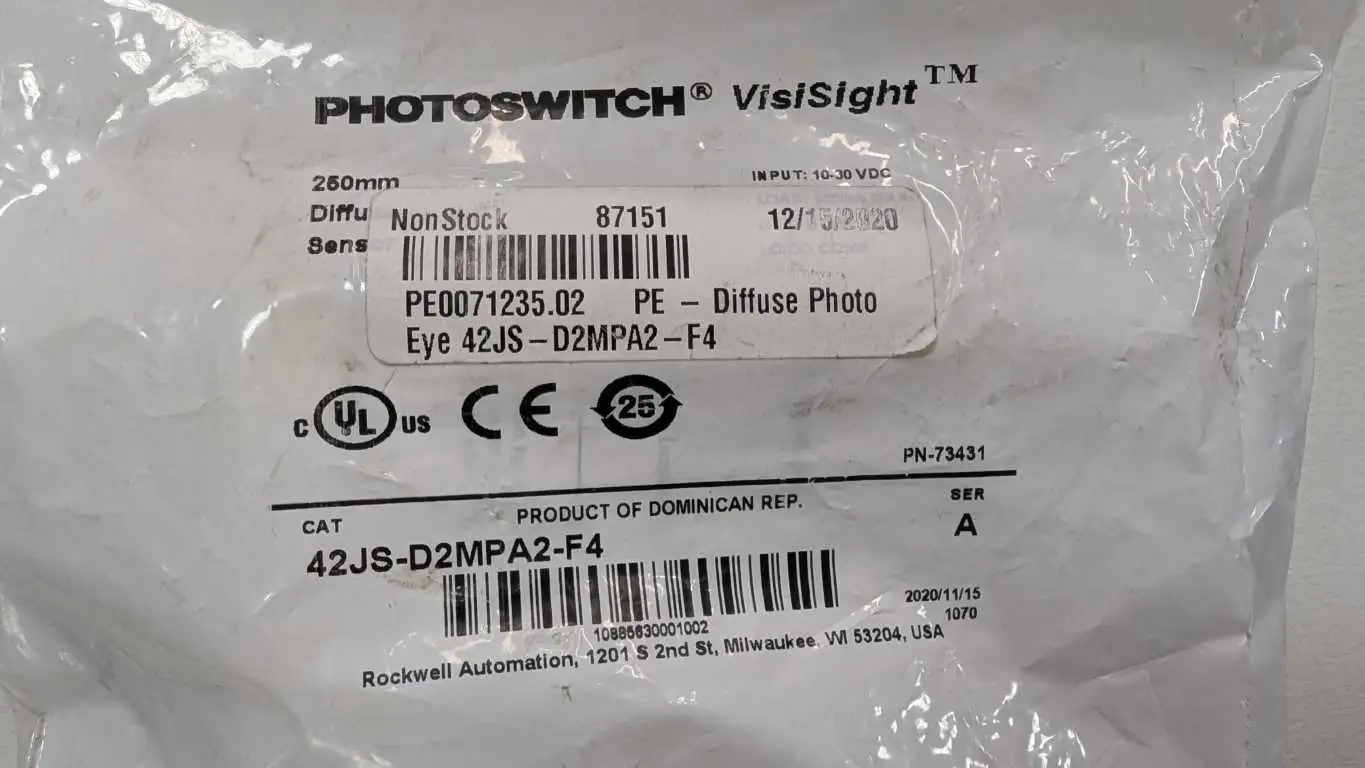 PHOTOSWITCH® VisiSight™
250mm
INPUT: 10-30 VDC
Diffu
Sens
NonStock 87151 12/15/2020
PE0071235.02 PE – Diffuse Photo
Eye 42JS–D2MPA2–F4
C UL US CE 25
PN-73431
CAT
PRODUCT OF DOMINICAN REP.
SER
42JS-D2MPA2-F4
A
2020/11/15
1070
10885630001002
Rockwell Automation, 1201 S 2nd St, Milwaukee, WI 53204, USA